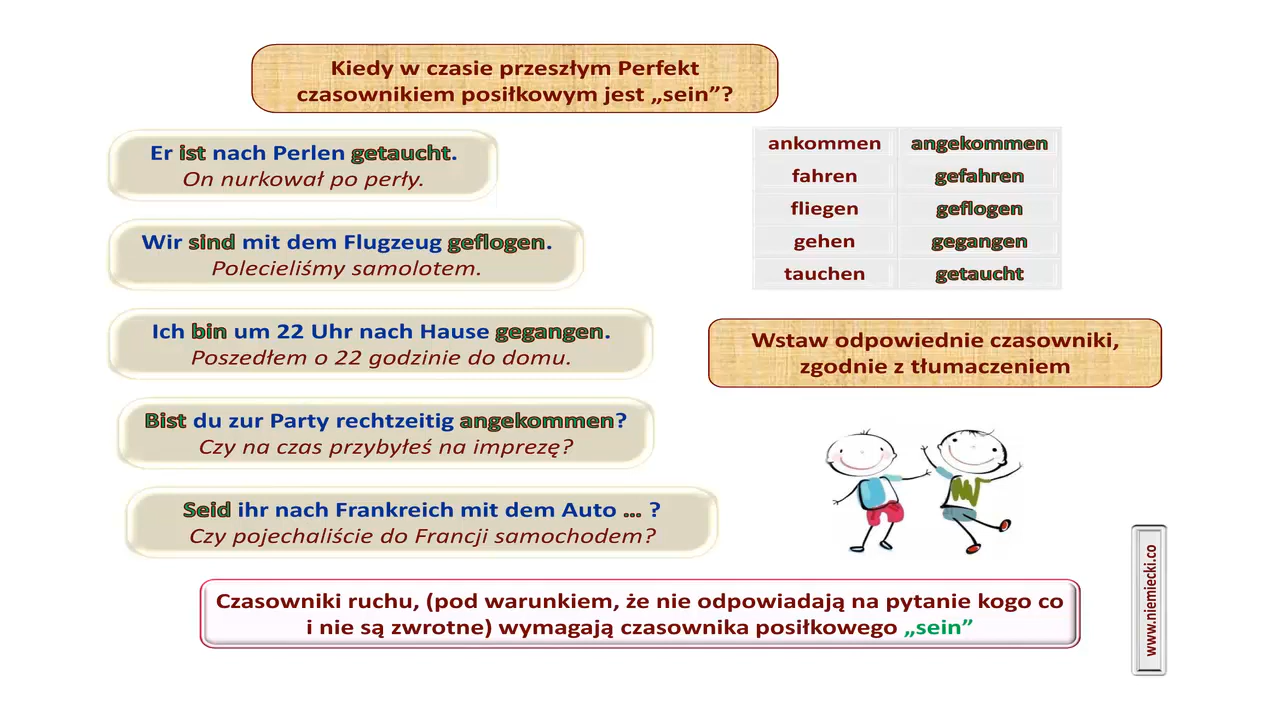 Kiedy w czasie przeszłym Perfekt
czasownikiem posiłkowym jest „sein”?
Er ist nach Perlen getaucht.
On nurkował po perły.
Wir sind mit dem Flugzeug geflogen.
Polecieliśmy samolotem.
Ich bin um 22 Uhr nach Hause gegangen.
Poszedłem o 22 godzinie do domu.
Bist du zur Party rechtzeitig angekommen?
Czy na czas przybyłeś na imprezę?
Seid ihr nach Frankreich mit dem Auto ... ?
Czy pojechaliście do Francji samochodem?
ankommen angekommen
fahren gefahren
fliegen geflogen
gehen gegangen
tauchen getaucht
Wstaw odpowiednie czasowniki,
zgodnie z tłumaczeniem
Czasowniki ruchu, (pod warunkiem, że nie odpowiadają na pytanie kogo co
i nie są zwrotne) wymagają czasownika posiłkowego „sein”
www.niemiecki.co